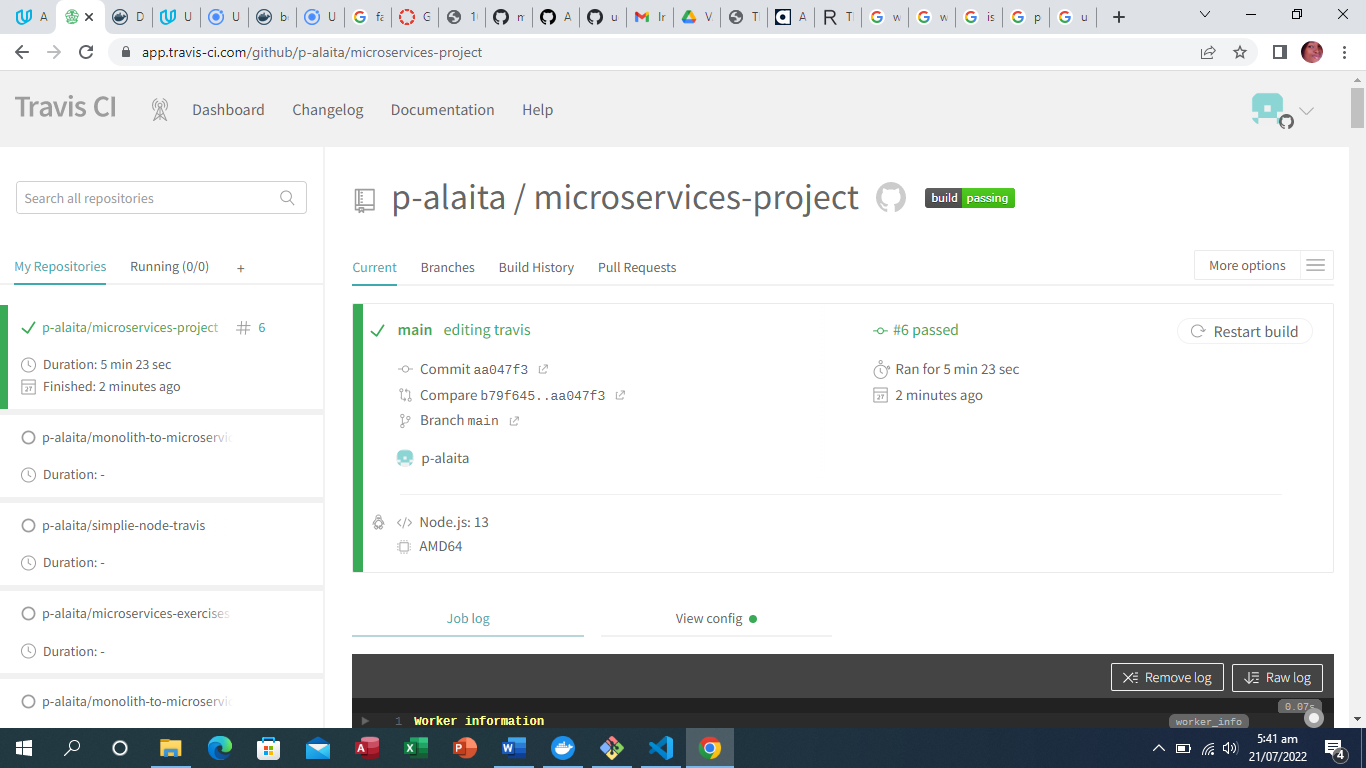 A
D
U
U
b
U
fa
G
1
m
A
u
In
V
T
A
T
w
w
is
p
u
app.travis-ci.com/github/p-alaita/microservices-project
Travis CI
Dashboard
Changelog
Documentation
Help
Search all repositories
My Repositories
Running (0/0)
+
p-alaita/microservices-project
6
Duration: 5 min 23 sec
Finished: 2 minutes ago
p-alaita/monolith-to-microservic
Duration: -
p-alaita/simplie-node-travis
Duration: -
p-alaita/microservices-exercises
Duration: -
p-alaita/monolith-to-microservic
p-alaita / microservices-project
build passing
Current
Branches
Build History
Pull Requests
More options
main editing travis
#6 passed
Restart build
Commit aa047f3
Ran for 5 min 23 sec
Compare b79f645..aa047f3
2 minutes ago
Branch main
p-alaita
Node.js: 13
AMD64
Job log
View config
Remove log
Raw log
0.07s
1 Worker information
worker_info
5:41 am
21/07/2022
4